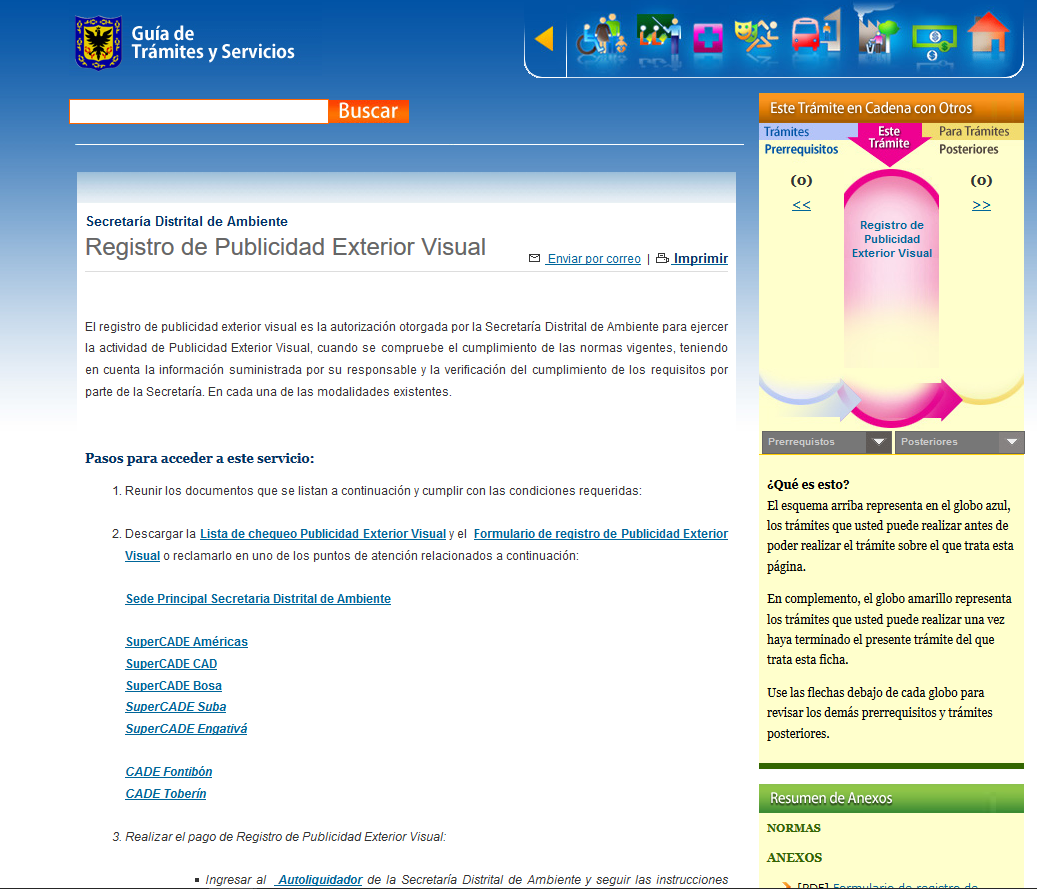 Guía de
Trámites y Servicios
Buscar
Secretaría Distrital de Ambiente
Registro de Publicidad Exterior Visual
Enviar por correo | Imprimir
El registro de publicidad exterior visual es la autorización otorgada por la Secretaría Distrital de Ambiente para ejercer
la actividad de Publicidad Exterior Visual, cuando se compruebe el cumplimiento de las normas vigentes, teniendo
en cuenta la información suministrada por su responsable y la verificación del cumplimiento de los requisitos por
parte de la Secretaría. En cada una de las modalidades existentes.
Pasos para acceder a este servicio:
1. Reunir los documentos que se listan a continuación y cumplir con las condiciones requeridas:
2. Descargar la Lista de chequeo Publicidad Exterior Visual y el Formulario de registro de Publicidad Exterior
Visual o reclamarlo en uno de los puntos de atención relacionados a continuación:
Sede Principal Secretaria Distrital de Ambiente
SuperCADE Américas
SuperCADE CAD
SuperCADE Bosa
SuperCADE Suba
SuperCADE Engativá
CADE Fontibón
CADE Toberín
3. Realizar el pago de Registro de Publicidad Exterior Visual:
▪ Ingresar al Autoliquidador de la Secretaría Distrital de Ambiente y seguir las instrucciones
Este Trámite en Cadena con Otros
Trámites
Prerrequisitos
Este
Trámite
Para Trámites
Posteriores
(0)
<<
(0)
>>
Registro de
Publicidad
Exterior Visual
Prerrequistos
Posteriores
¿Qué es esto?
El esquema arriba representa en el globo azul,
los trámites que usted puede realizar antes de
poder realizar el trámite sobre el que trata esta
página.
En complemento, el globo amarillo representa
los trámites que usted puede realizar una vez
haya terminado el presente trámite del que
trata esta ficha.
Use las flechas debajo de cada globo para
revisar los demás prerrequisitos y trámites
posteriores.
Resumen de Anexos
NORMAS
ANEXOS
[PDF] Formulario de registro de